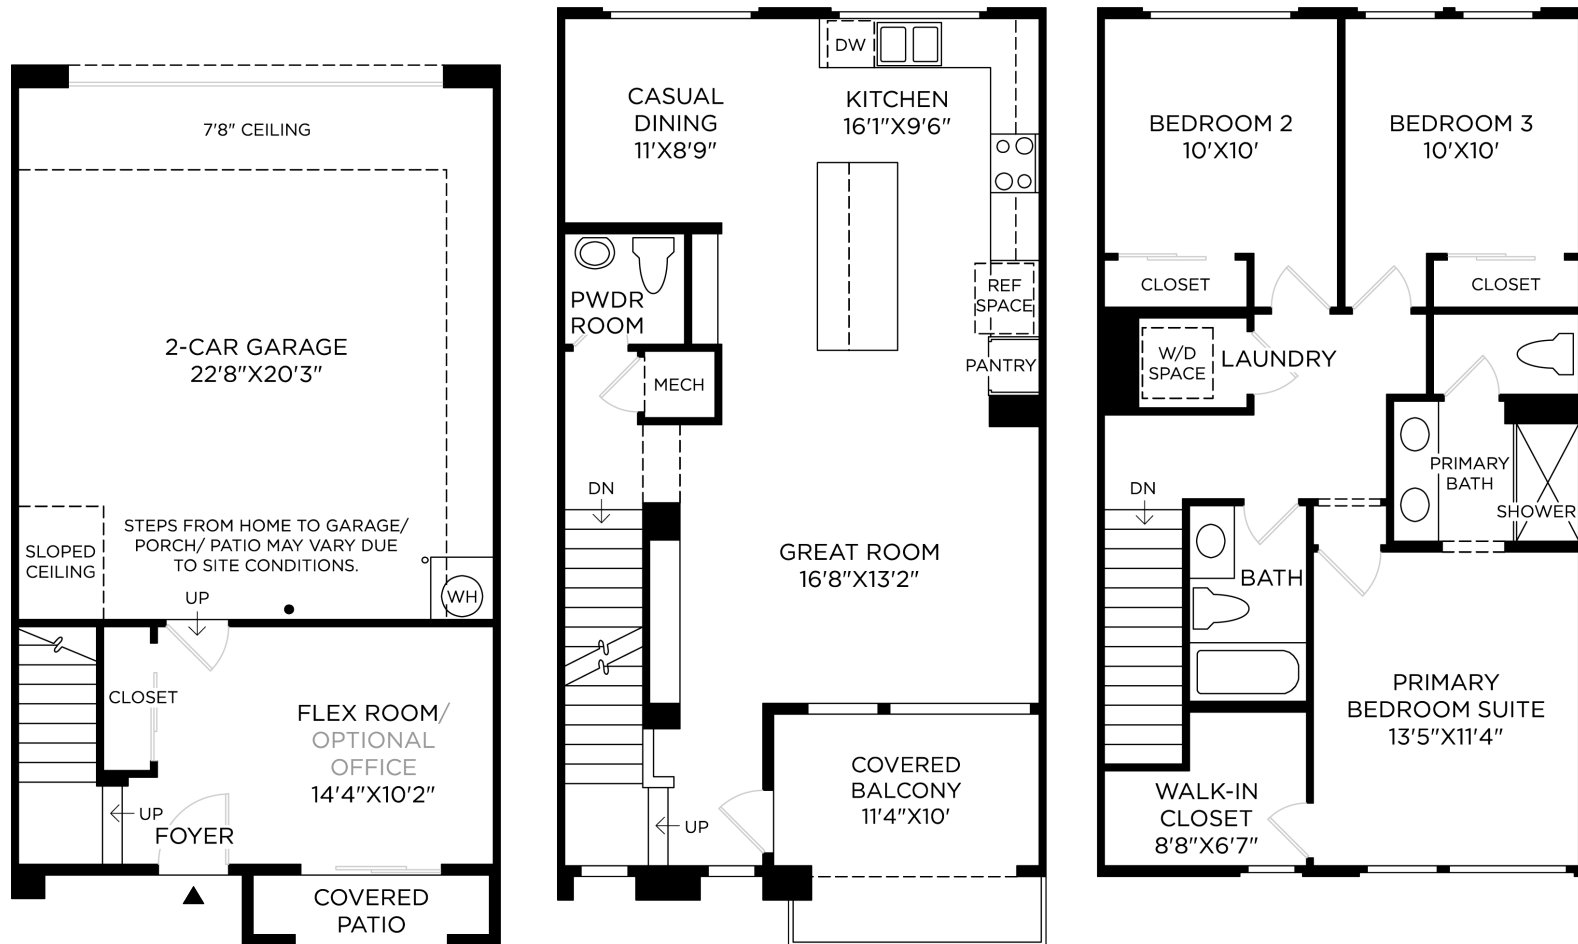 7'8" CEILING
2-CAR GARAGE
22'8"X20'3"
SLOPED
CEILING
STEPS FROM HOME TO GARAGE/
PORCH/ PATIO MAY VARY DUE
TO SITE CONDITIONS.
WH
UP
CLOSET
FLEX ROOM/
OPTIONAL
OFFICE
14'4"X10'2"
UP
FOYER
COVERED
PATIO
CASUAL
DINING
11'X8'9"
DW
KITCHEN
16'1"X9'6"
PWDR
ROOM
REF
SPACE
MECH
PANTRY
DN
GREAT ROOM
16'8"X13'2"
COVERED
BALCONY
11'4"X10'
UP
BEDROOM 2
10'X10'
BEDROOM 3
10'X10'
CLOSET
CLOSET
W/D
SPACE
LAUNDRY
PRIMARY
BATH
SHOWER
DN
BATH
PRIMARY
BEDROOM SUITE
13'5"X11'4"
WALK-IN
CLOSET
8'8"X6'7"